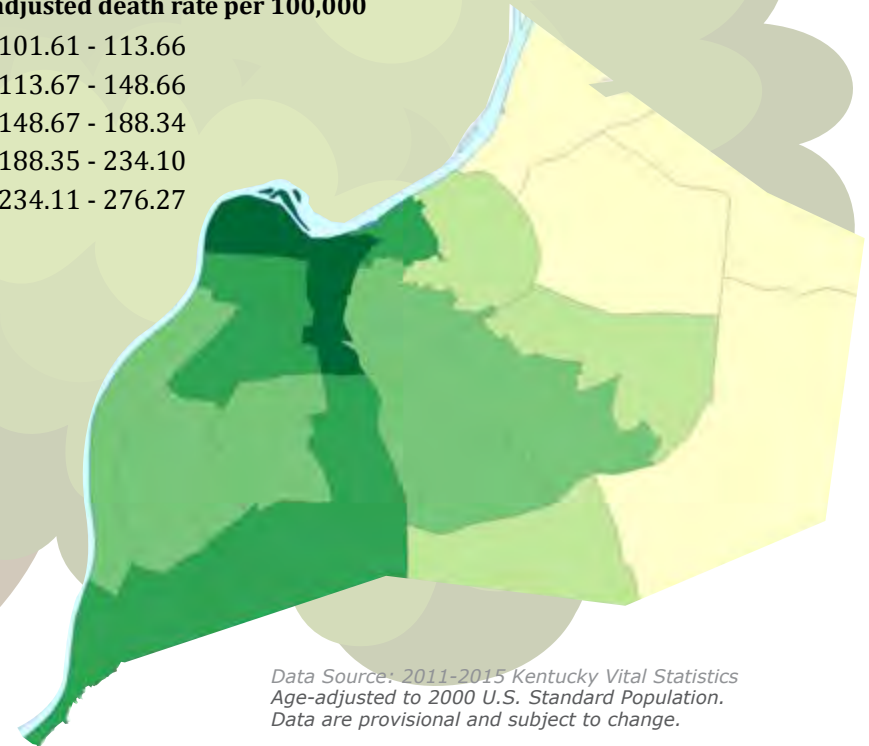 adjusted death rate per 100,000
101.61 - 113.66
113.67 - 148.66
148.67 - 188.34
188.35 - 234.10
234.11 - 276.27
Data Source: 2011-2015 Kentucky Vital Statistics
Age-adjusted to 2000 U.S. Standard Population.
Data are provisional and subject to change.